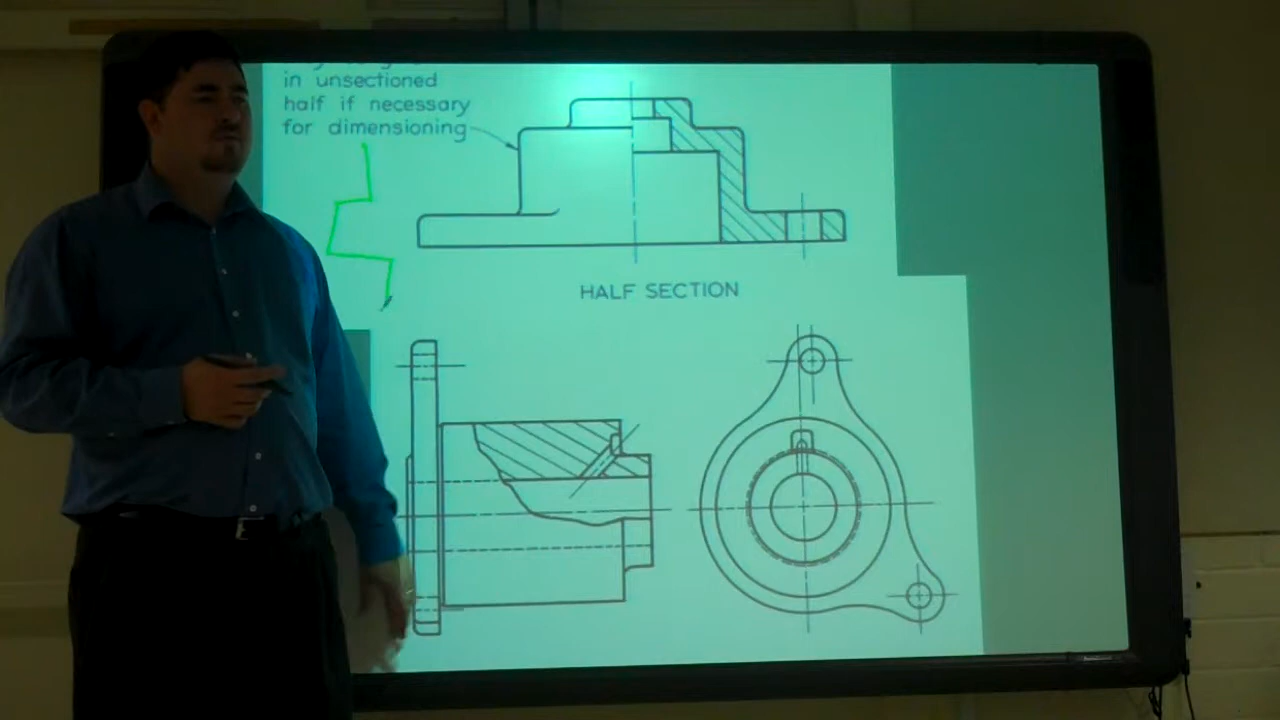 in unsectioned
half if necessary
for dimensioning
HALF SECTION